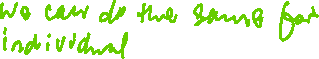 we can do the same for
individual